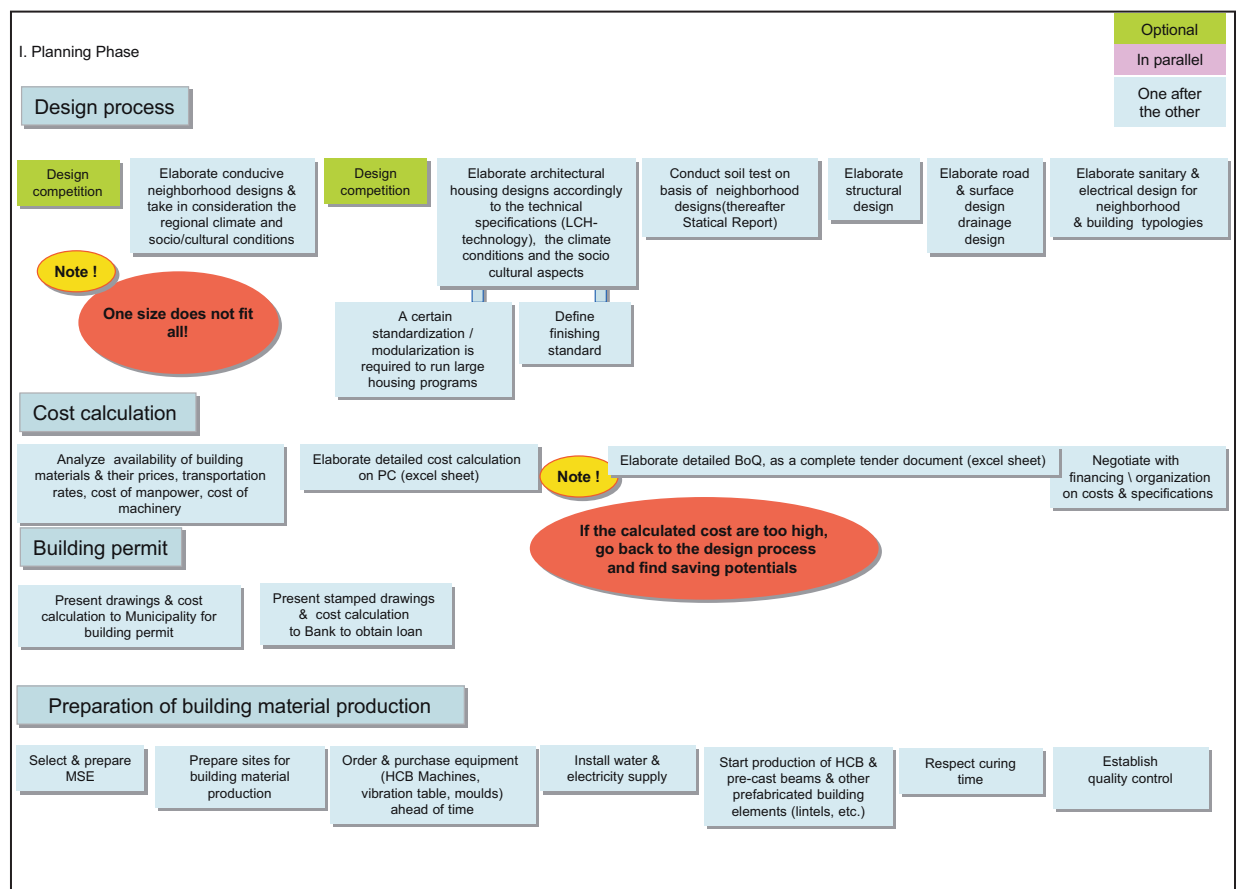 I. Planning Phase
Optional
In parallel
One after
the other
Design process
Design
competition
Elaborate conducive
neighborhood designs &
take in consideration the
regional climate and
socio/cultural conditions
Design
competition
Elaborate architectural
housing designs accordingly
to the technical
specifications (LCH-
technology), the climate
conditions and the socio
cultural aspects
Conduct soil test on
basis of neighborhood
designs(thereafter
Statical Report)
Elaborate
structural
design
Elaborate road
& surface
design
drainage
design
Elaborate sanitary &
electrical design for
neighborhood
& building typologies
Note !
One size does not fit
all!
A certain
standardization /
modularization is
required to run large
housing programs
Define
finishing
standard
Cost calculation
Analyze availability of building
materials & their prices, transportation
rates, cost of manpower, cost of
machinery
Elaborate detailed cost calculation
on PC (excel sheet)
Note !
Elaborate detailed BoQ, as a complete tender document (excel sheet)
Negotiate with
financing \ organization
on costs & specifications
If the calculated cost are too high,
go back to the design process
and find saving potentials
Building permit
Present drawings & cost
calculation to Municipality for
building permit
Present stamped drawings
& cost calculation
to Bank to obtain loan
Preparation of building material production
Select & prepare
MSE
Prepare sites for
building material
production
Order & purchase equipment
(HCB Machines,
vibration table, moulds)
ahead of time
Install water &
electricity supply
Start production of HCB &
pre-cast beams & other
prefabricated building
elements (lintels, etc.)
Respect curing
time
Establish
quality control